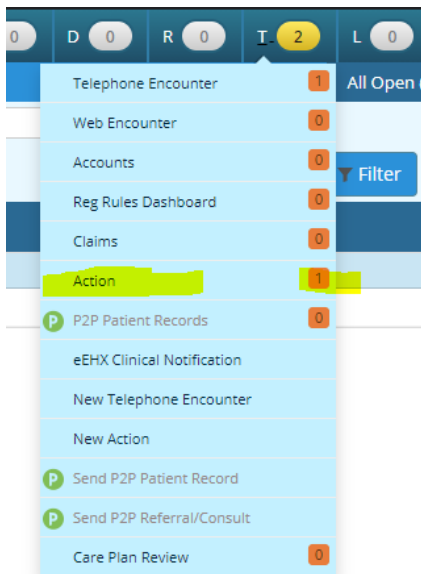 0 D 0 R 0 T 2 L 0
Telephone Encounter 1 All Open (
Web Encounter 0
Accounts 0 Filter
Reg Rules Dashboard 0
Claims 0
Action 1
P P2P Patient Records 0
eEHX Clinical Notification
New Telephone Encounter
New Action
P Send P2P Patient Record
P Send P2P Referral/Consult
Care Plan Review 0